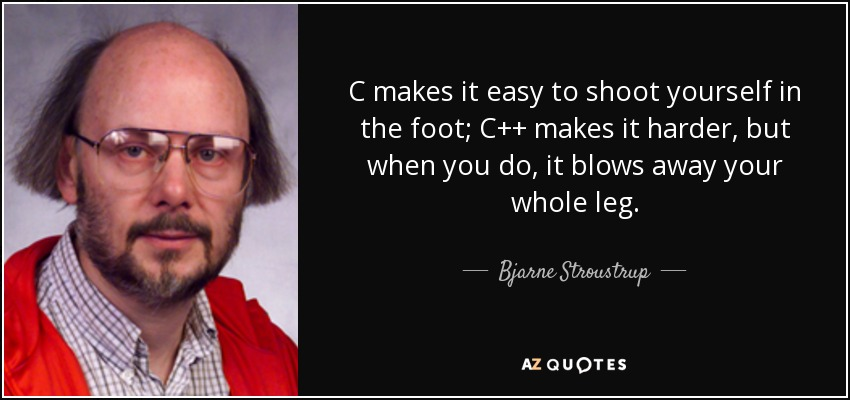 C makes it easy to shoot yourself in
the foot; C++ makes it harder, but
when you do, it blows away your
whole leg.
Bjarne Stroustrup
AZ QUOTES